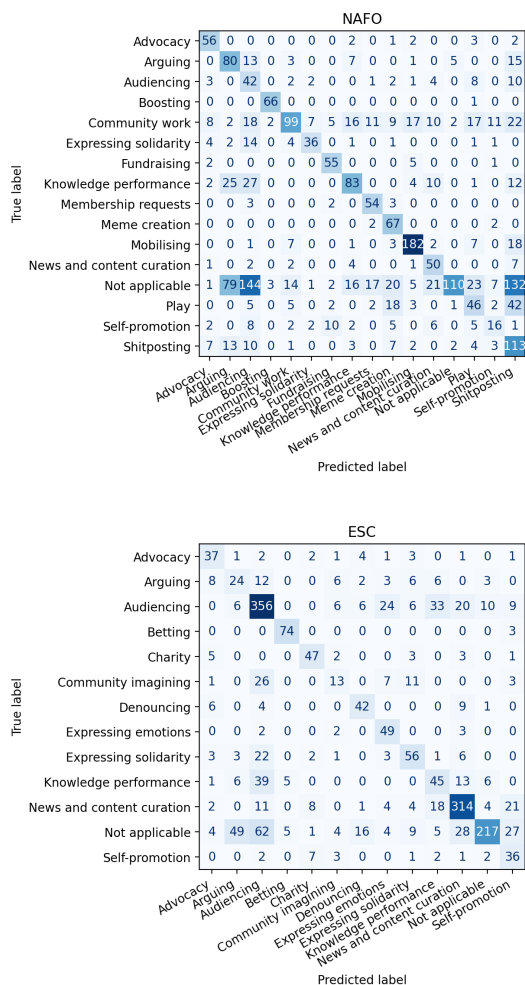 NAFO
True label
Advocacy 56 0 0 0 0 0 0 2 0 1 2 0 0 3 0 2
Arguing 0 80 13 0 3 0 0 7 0 0 1 0 5 0 0 15
Audiencing 3 0 42 0 2 2 0 0 1 2 1 4 0 8 0 10
Boosting 0 0 0 66 0 0 0 0 0 0 0 0 0 1 0 0
Community work 8 2 18 2 99 7 5 16 11 9 17 10 2 17 11 22
Expressing solidarity 4 2 14 0 4 36 0 1 0 1 0 0 0 1 1 0
Fundraising 2 0 0 0 0 0 55 0 0 0 5 0 0 0 0 0
Knowledge performance 2 25 27 0 0 0 0 83 0 0 4 10 0 1 0 12
Membership requests 0 0 3 0 0 0 2 0 54 3 0 0 0 0 0 0
Meme creation 0 0 0 0 0 0 0 0 2 67 0 0 0 0 2 0
Mobilising 0 0 1 0 7 0 0 1 0 3 182 2 0 7 0 18
News and content curation 1 0 2 0 2 0 0 4 0 0 1 50 0 0 0 7
Not applicable 1 79 144 3 14 1 2 16 17 20 5 21 110 23 7 132
Play 0 0 5 0 5 0 2 2 2 18 3 0 1 46 2 42
Self-promotion 2 0 8 0 2 2 10 2 0 5 0 6 0 5 16 1
Shitposting 7 13 10 0 1 0 0 3 0 7 2 0 2 4 3 113
Advocacy
Arguing
Audiencing
Boosting
Community work
Expressing solidarity
Fundraising
Knowledge performance
Membership requests
Meme creation
Mobilising
News and content curation
Not applicable
Play
Self-promotion
Shitposting
Predicted label
ESC
True label
Advocacy 37 1 2 0 2 1 4 1 3 0 1 0 1
Arguing 8 24 12 0 0 6 2 3 6 6 0 3 0
Audiencing 0 6 356 0 0 6 6 24 6 33 20 10 9
Betting 0 0 0 74 0 0 0 0 0 0 0 0 3
Charity 5 0 0 0 47 2 0 0 3 0 3 0 1
Community imagining 1 0 26 0 0 13 0 7 11 0 0 0 3
Denouncing 6 0 4 0 0 0 42 0 0 0 9 1 0
Expressing emotions 0 0 2 0 0 2 0 49 0 0 3 0 0
Expressing solidarity 3 3 22 0 2 1 0 3 56 1 6 0 0
Knowledge performance 1 6 39 5 0 0 0 0 0 45 13 6 0
News and content curation 2 0 11 0 8 0 1 4 4 18 314 4 21
Not applicable 4 49 62 5 1 4 16 4 9 5 28 217 27
Self-promotion 0 0 2 0 7 3 0 0 1 2 1 2 36
Advocacy
Arguing
Audiencing
Betting
Charity
Community imagining
Denouncing
Expressing emotions
Expressing solidarity
Knowledge performance
News and content curation
Not applicable
Self-promotion
Predicted label